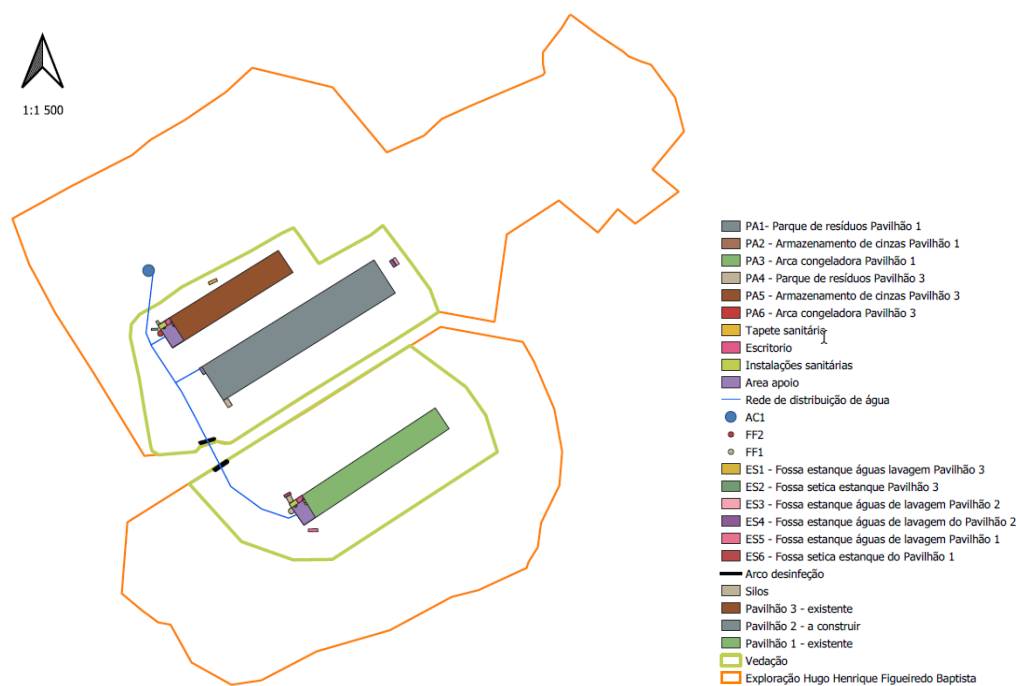 1:1 500
PA1- Parque de resíduos Pavilhão 1
PA2 - Armazenamento de cinzas Pavilhão 1
PA3 - Arca congeladora Pavilhão 1
PA4 - Parque de resíduos Pavilhão 3
PA5 - Armazenamento de cinzas Pavilhão 3
PA6 - Arca congeladora Pavilhão 3
Tapete sanitário
Escritorio
Instalações sanitárias
Area apoio
Rede de distribuição de água
AC1
FF2
FF1
ES1 - Fossa estanque águas lavagem Pavilhão 3
ES2 - Fossa setica estanque Pavilhão 3
ES3 - Fossa estanque águas de lavagem Pavilhão 2
ES4 - Fossa estanque águas de lavagem do Pavilhão 2
ES5 - Fossa estanque águas de lavagem Pavilhão 1
ES6 - Fossa setica estanque do Pavilhão 1
Arco desinfeção
Silos
Pavilhão 3 - existente
Pavilhão 2 - a construir
Pavilhão 1 - existente
Vedação
Exploração Hugo Henrique Figueiredo Baptista